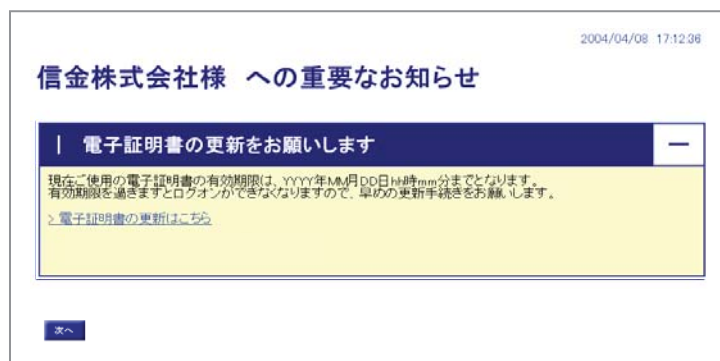 2004/04/08 17:12:36
信金株式会社様 への重要なお知らせ
| 電子証明書の更新をお願いします
現在ご使用の電子証明書の有効期限は、YYYY年MM月DD日hh時mm分までとなります。
有効期限を過ぎますとログオンができなくなりますので、早めの更新手続きをお願いします。
> 電子証明書の更新はこちら
次へ